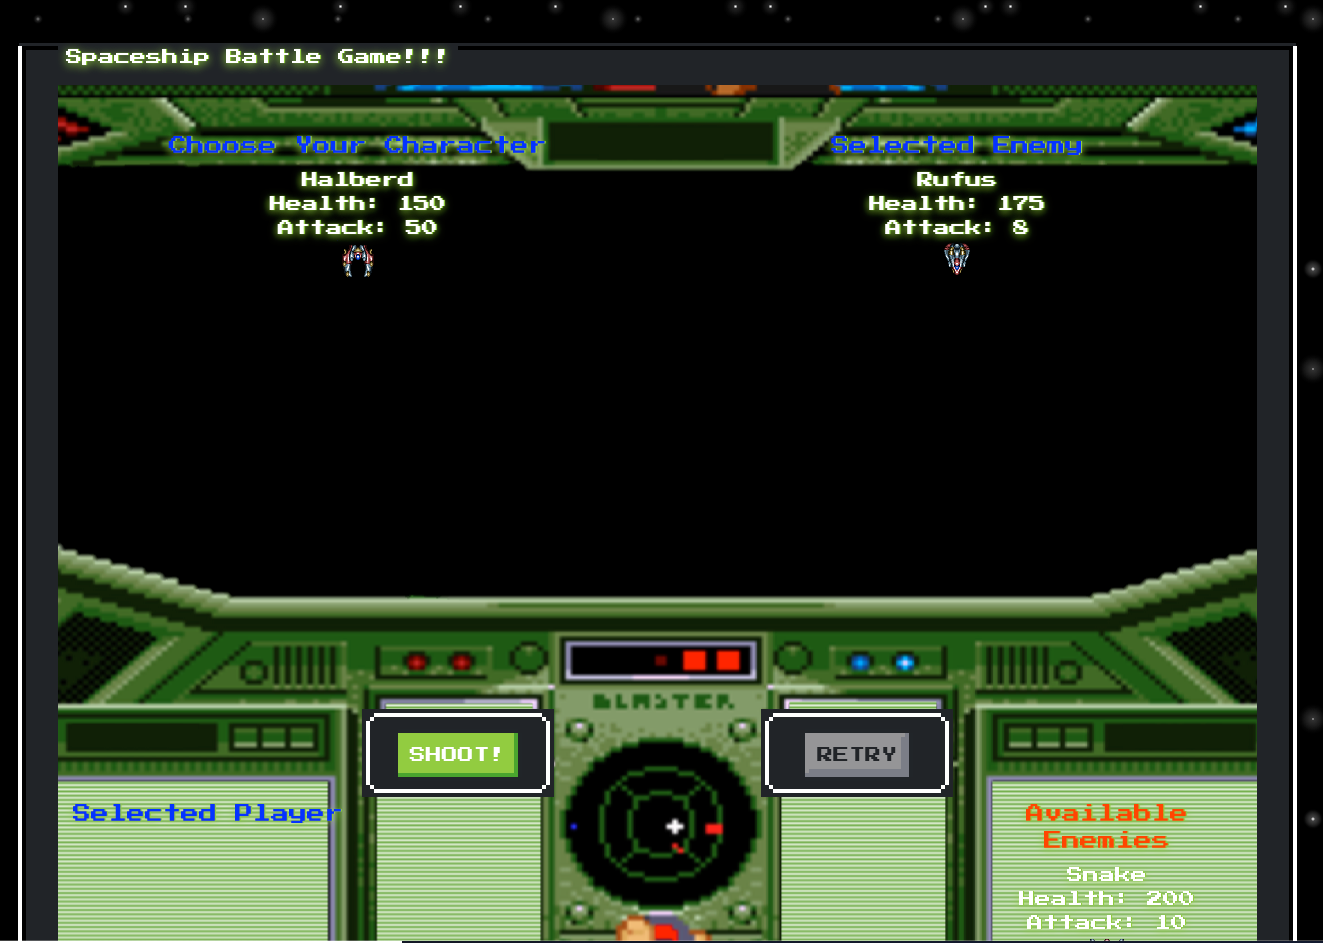 Spaceship Battle Game!!!
Choose Your Character
Halberd
Health: 150
Attack: 50
Selected Enemy
Rufus
Health: 175
Attack: 8
BLASTER
SHOOT!
RETRY
Selected Player
Available
Enemies
Snake
Health: 200
Attack: 10